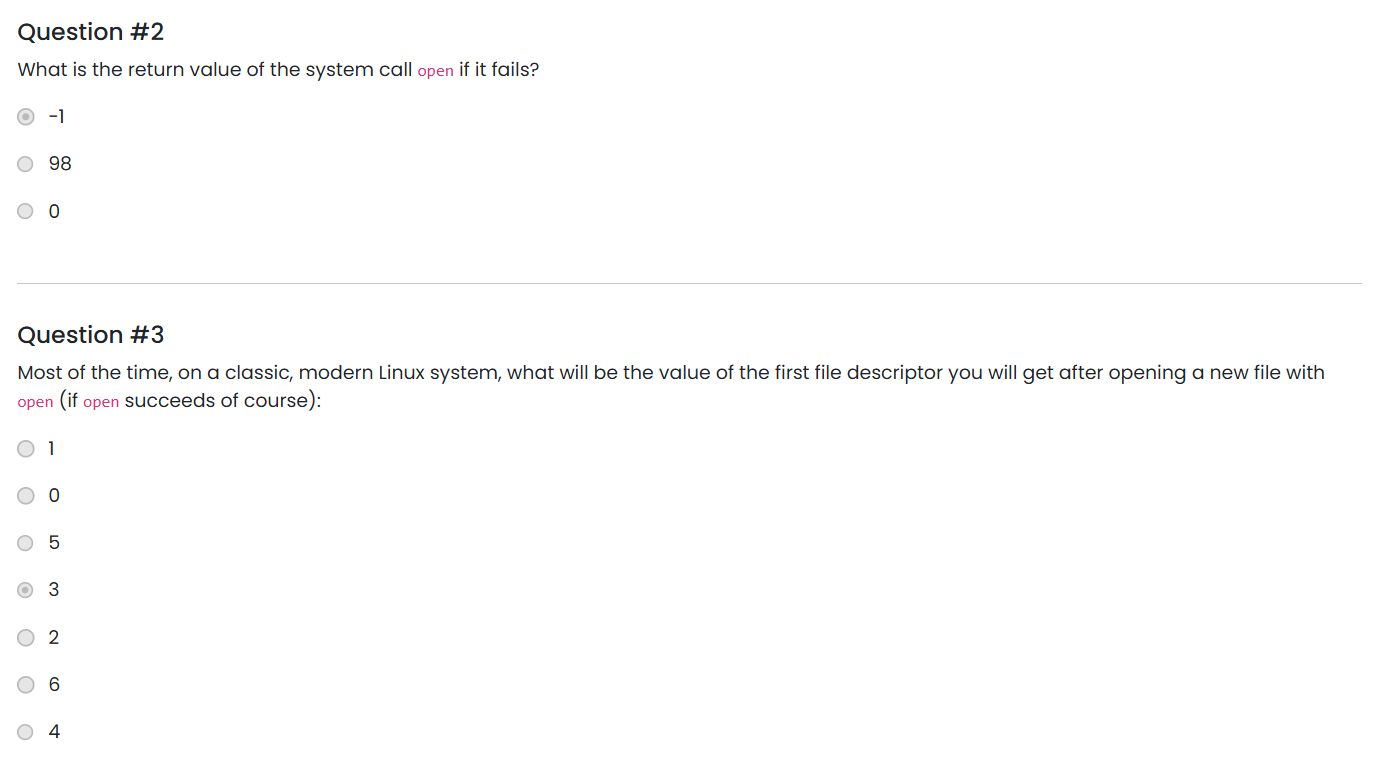 Question #2
What is the return value of the system call open if it fails?
-1
98
0
Question #3
Most of the time, on a classic, modern Linux system, what will be the value of the first file descriptor you will get after opening a new file with
open (if open succeeds of course):
1
0
5
3
2
6
4